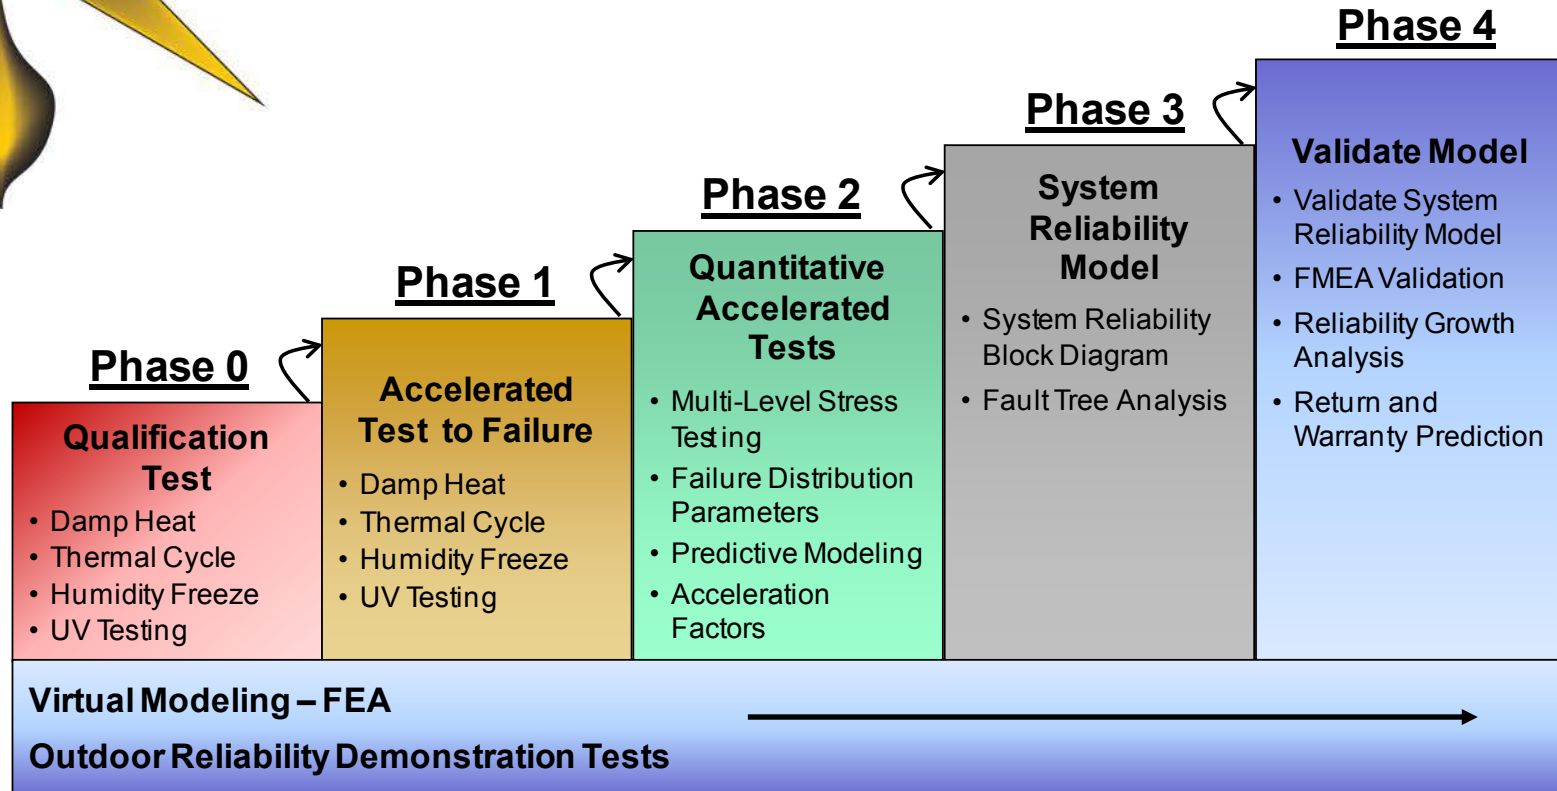 Phase 0
Qualification
Test
• Damp Heat
• Thermal Cycle
• Humidity Freeze
• UV Testing
Phase 1
Accelerated
Test to Failure
• Damp Heat
• Thermal Cycle
• Humidity Freeze
• UV Testing
Phase 2
Quantitative
Accelerated
Tests
• Multi-Level Stress
Testing
• Failure Distribution
Parameters
• Predictive Modeling
• Acceleration
Factors
Phase 3
System
Reliability
Model
• System Reliability
Block Diagram
• Fault Tree Analysis
Phase 4
Validate Model
• Validate System
Reliability Model
• FMEA Validation
• Reliability Growth
Analysis
• Return and
Warranty Prediction
Virtual Modeling – FEA
Outdoor Reliability Demonstration Tests